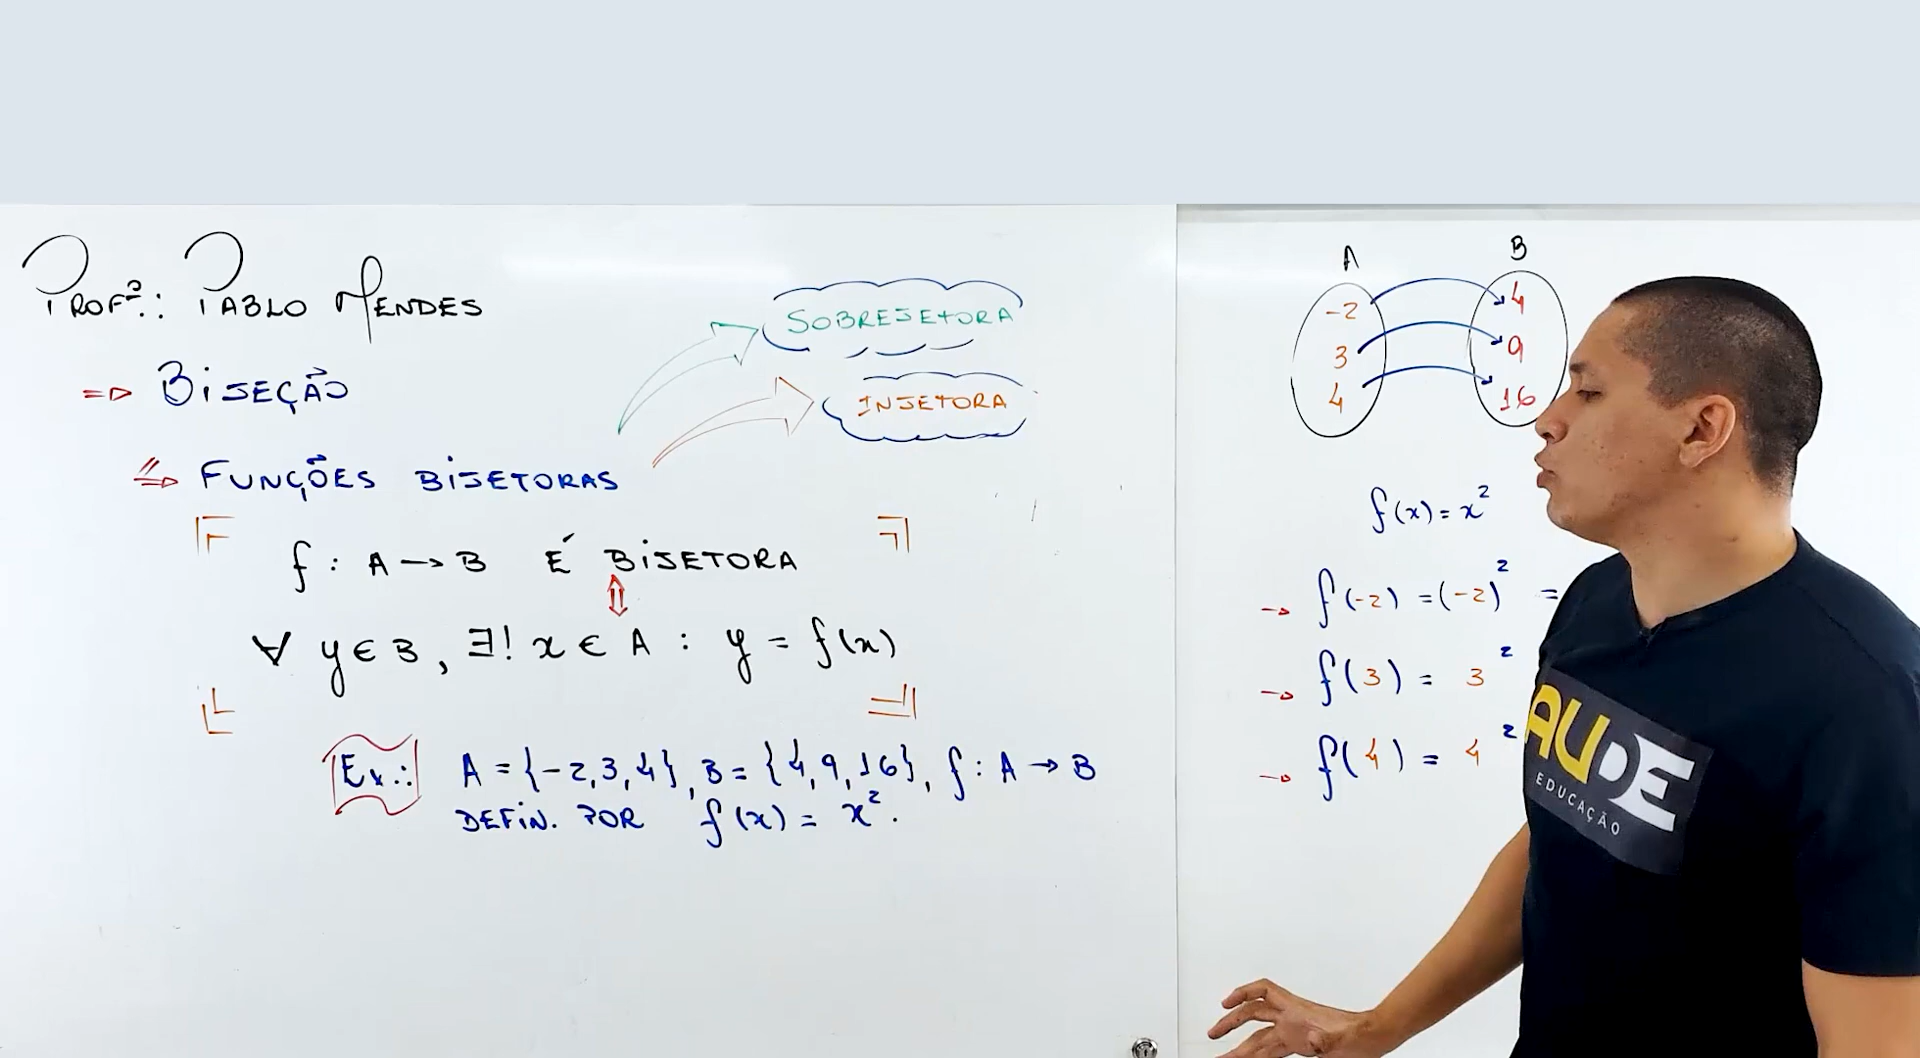 PROFº.: PABLO MENDES
⇒ BIJEÇÃO
SOBREJETORA
INJETORA
⇒ FUNÇÕES BIJETORAS
f : A → B É BIJETORA
⇕
∀ y ∈ B, ∃! x ∈ A : y = f(x)
Ex.: A = {-2, 3, 4}, B = {4, 9, 16}, f : A → B
DEFIN. POR f(x) = x².
A B
-2 4
3 9
4 16
f(x) = x²
→ f(-2) = (-2)² =
→ f(3) = 3²
→ f(4) = 4²
AUDE
EDUCAÇÃO